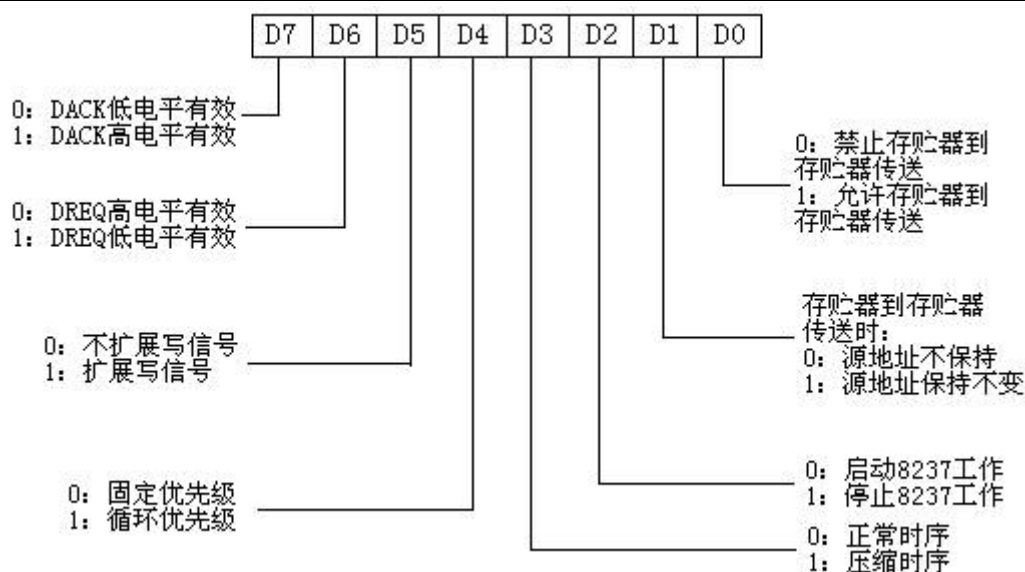 D7 D6 D5 D4 D3 D2 D1 D0
0: DACK低电平有效
1: DACK高电平有效
0: DREQ高电平有效
1: DREQ低电平有效
0: 不扩展写信号
1: 扩展写信号
0: 固定优先级
1: 循环优先级
0: 禁止存贮器到
存贮器传送
1: 允许存贮器到
存贮器传送
存贮器到存贮器
传送时:
0: 源地址不保持
1: 源地址保持不变
0: 启动8237工作
1: 停止8237工作
0: 正常时序
1: 压缩时序